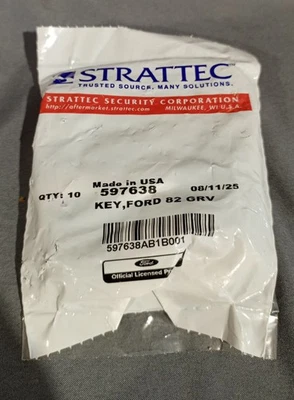 STRATTEC
TRUSTED SOURCE. MANY SOLUTIONS.
STRATTEC SECURITY CORPORATION
http://aftermarket.strattec.com MILWAUKEE, WI U.S.A.
Made in USA
QTY: 10 597638 08/11/25
KEY,FORD 82 GRV
597638AB1B001
Ford
Official Licensed